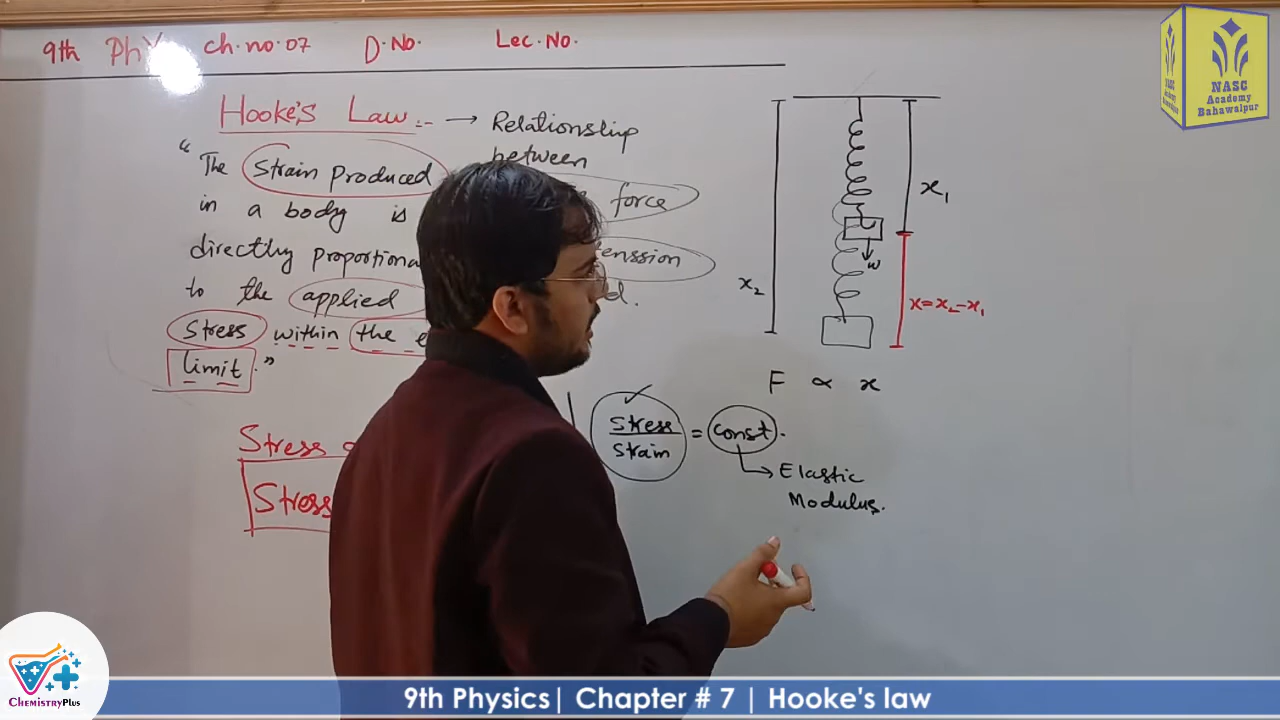 9th Phy ch.no.07 D.No. Lec.No.
Hooke's Law :- → Relationship
between
force
enssion
d.
"The Strain produced
in a body is
directly proportiona
to the applied
Stress within the e
limit."
Stress
Stress
Stress
Strain
= const.
Elastic
Modulus.
x₁
w
x₂
x=x₂-x₁
F ∝ x
NASC
Academy
Bahawalpur
ChemistryPlus
9th Physics| Chapter # 7 | Hooke's law